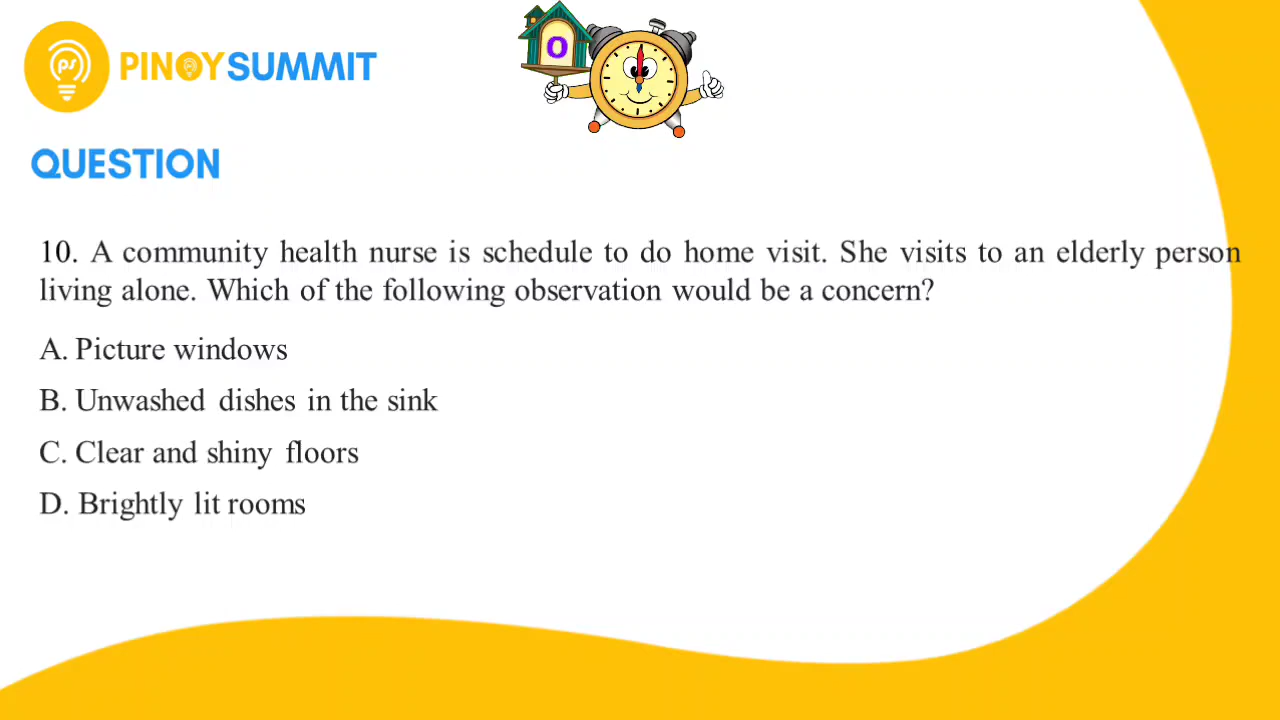 PINOYSUMMIT
ps
O
QUESTION
10. A community health nurse is schedule to do home visit. She visits to an elderly person
living alone. Which of the following observation would be a concern?
A. Picture windows
B. Unwashed dishes in the sink
C. Clear and shiny floors
D. Brightly lit rooms